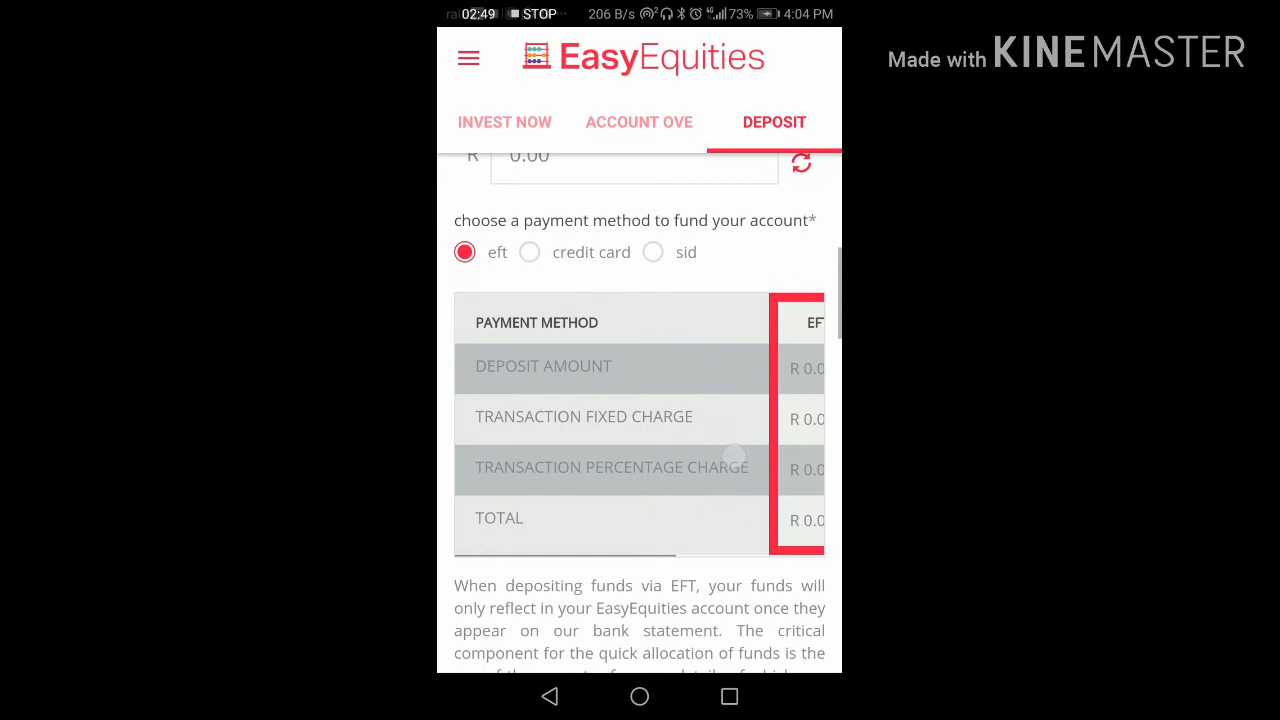 02:49 STOP 206 B/s 2 4G 73% 4:04 PM
Made with KINEMASTER
EasyEquities
INVEST NOW ACCOUNT OVE DEPOSIT
R 0.00
choose a payment method to fund your account*
eft credit card sid
PAYMENT METHOD EF
DEPOSIT AMOUNT R 0.0
TRANSACTION FIXED CHARGE R 0.0
TRANSACTION PERCENTAGE CHARGE R 0.0
TOTAL R 0.0
When depositing funds via EFT, your funds will
only reflect in your EasyEquities account once they
appear on our bank statement. The critical
component for the quick allocation of funds is the